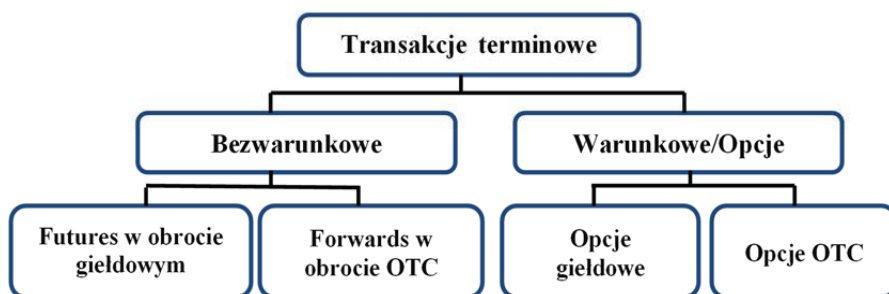 Transakcje terminowe
Bezwarunkowe
Warunkowe/Opcje
Futures w obrocie
giełdowym
Forwards w
obrocie OTC
Opcje
giełdowe
Opcje OTC